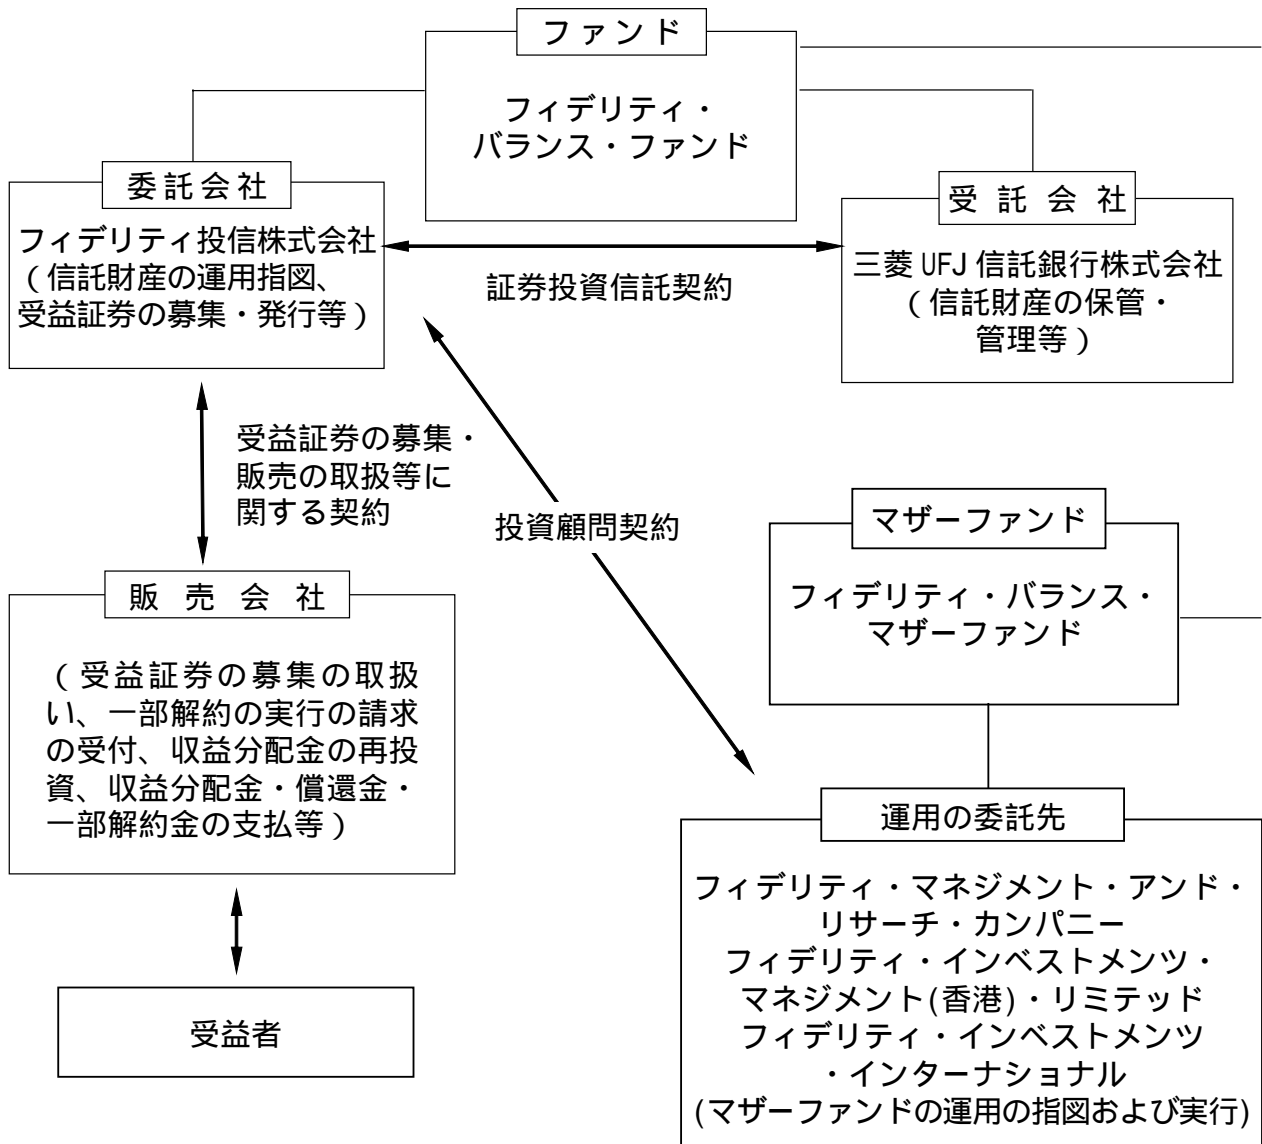 ファンド
フィデリティ・
バランス・ファンド
委託会社
フィデリティ投信株式会社
(信託財産の運用指図、
受益証券の募集・発行等)
証券投資信託契約
受託会社
三菱 UFJ 信託銀行株式会社
(信託財産の保管・
管理等)
受益証券の募集・
販売の取扱等に
関する契約
投資顧問契約
マザーファンド
フィデリティ・バランス・
マザーファンド
販売会社
(受益証券の募集の取扱
い、一部解約の実行の請求
の受付、収益分配金の再投
資、収益分配金・償還金・
一部解約金の支払等)
受益者
運用の委託先
フィデリティ・マネジメント・アンド・
リサーチ・カンパニー
フィデリティ・インベストメンツ・
マネジメント(香港)・リミテッド
フィデリティ・インベストメンツ
・インターナショナル
(マザーファンドの運用の指図および実行)